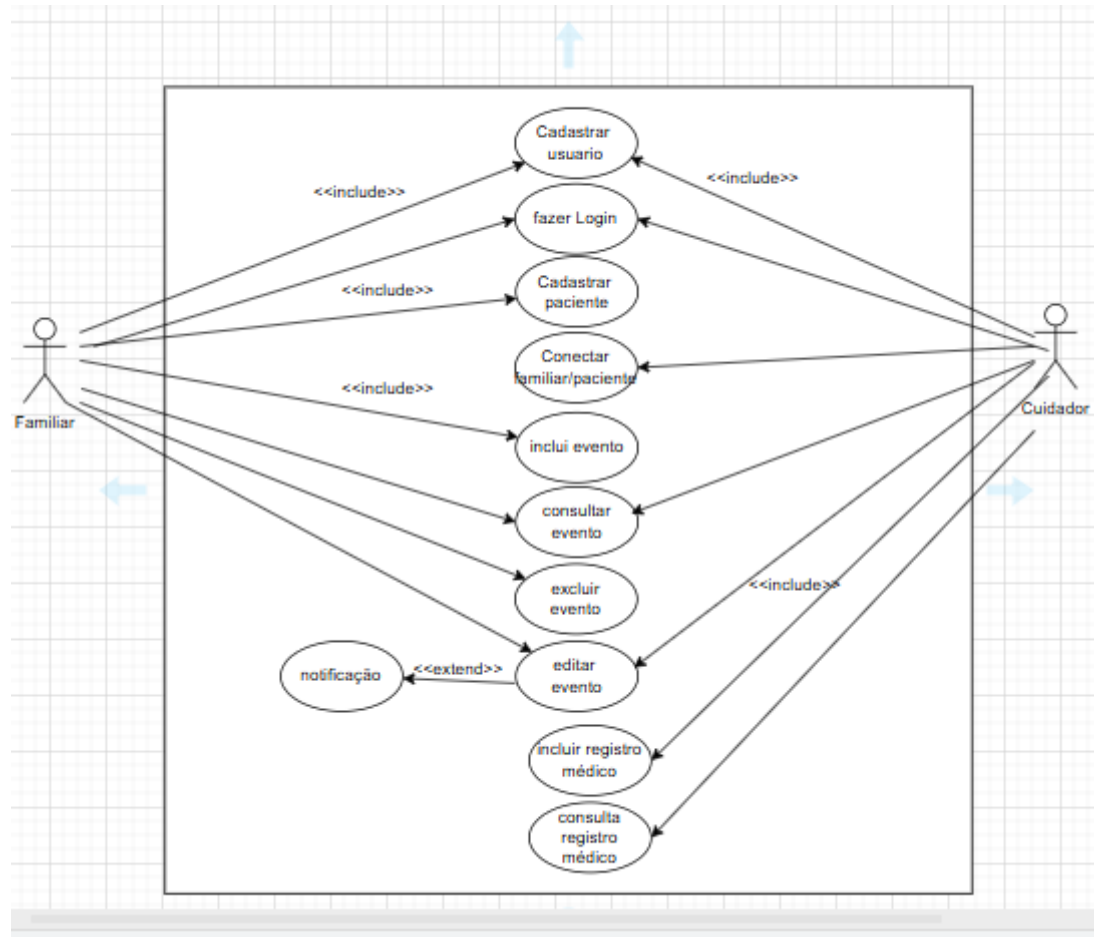 Cadastrar
usuario
<<include>>
<<include>>
fazer Login
Cadastrar
paciente
<<include>>
Conectar
familiar/paciente
<<include>>
Familiar
Cuidador
inclui evento
consultar
evento
excluir
evento
<<include>>
notificação
<<extend>>
editar
evento
incluir registro
médico
consulta
registro
médico